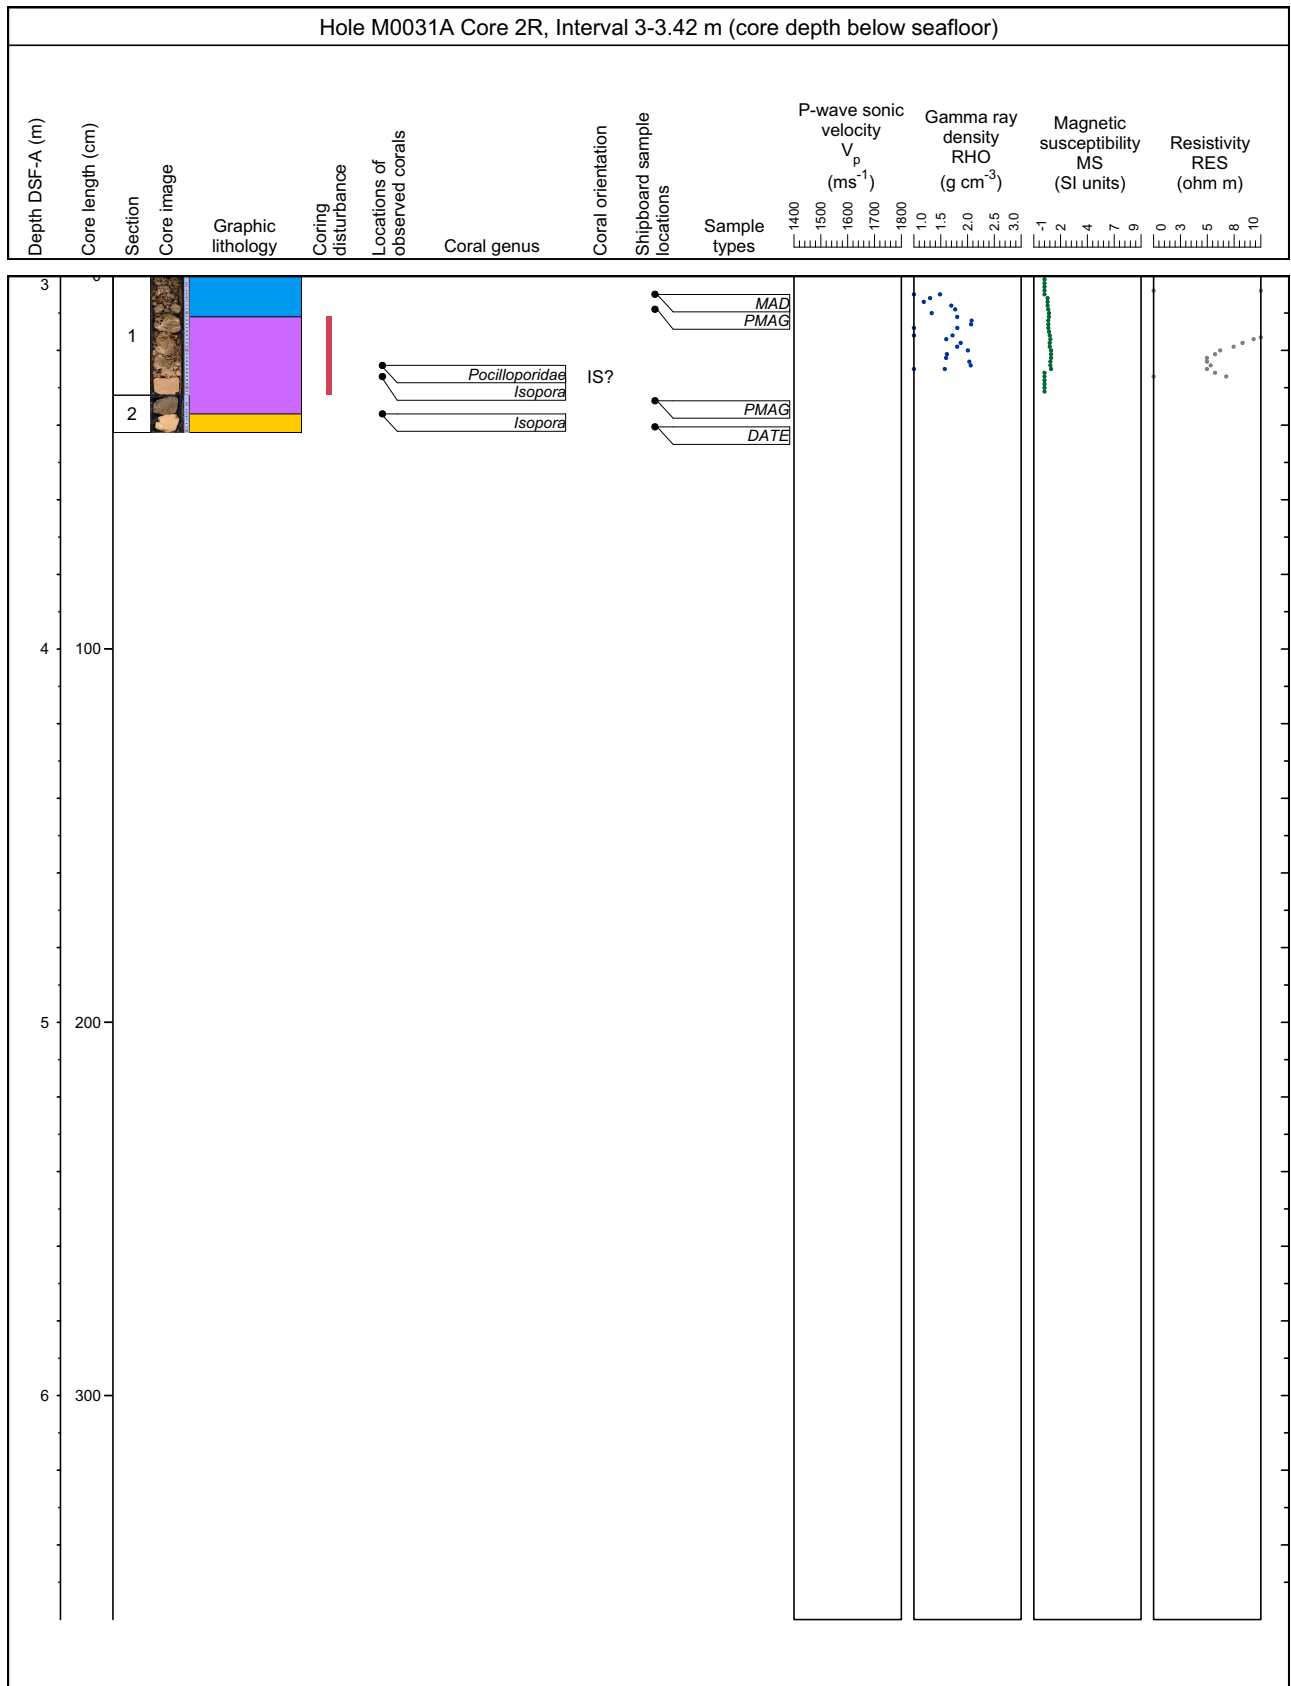 Hole M0031A Core 2R, Interval 3-3.42 m (core depth below seafloor)
Depth DSF-A (m)
Core length (cm)
Section
Core image
Graphic
lithology
Coring
disturbance
Locations of
observed corals
Coral genus
Coral orientation
Shipboard sample
locations
Sample
types
P-wave sonic
velocity
Vp
(ms-1)
1400 1500 1600 1700 1800
Gamma ray
density
RHO
(g cm-3)
1.0 1.5 2.0 2.5 3.0
Magnetic
susceptibility
MS
(SI units)
-1 2 4 7 9
Resistivity
RES
(ohm m)
0 3 5 8 10
3 0
1
MAD
PMAG
Pocilloporidae
IS?
Isopora
2
PMAG
Isopora
DATE
4 100
5 200
6 300